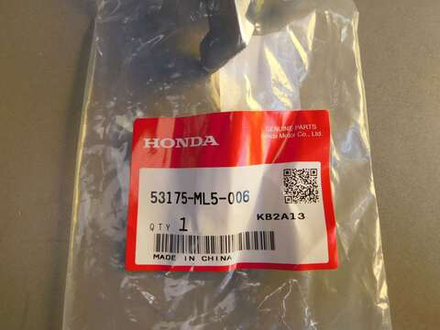 GENUINE PARTS
Honda Motor Co., Ltd.
HONDA
53175-ML5-006
QTY 1
KB2A13
MADE IN CHINA